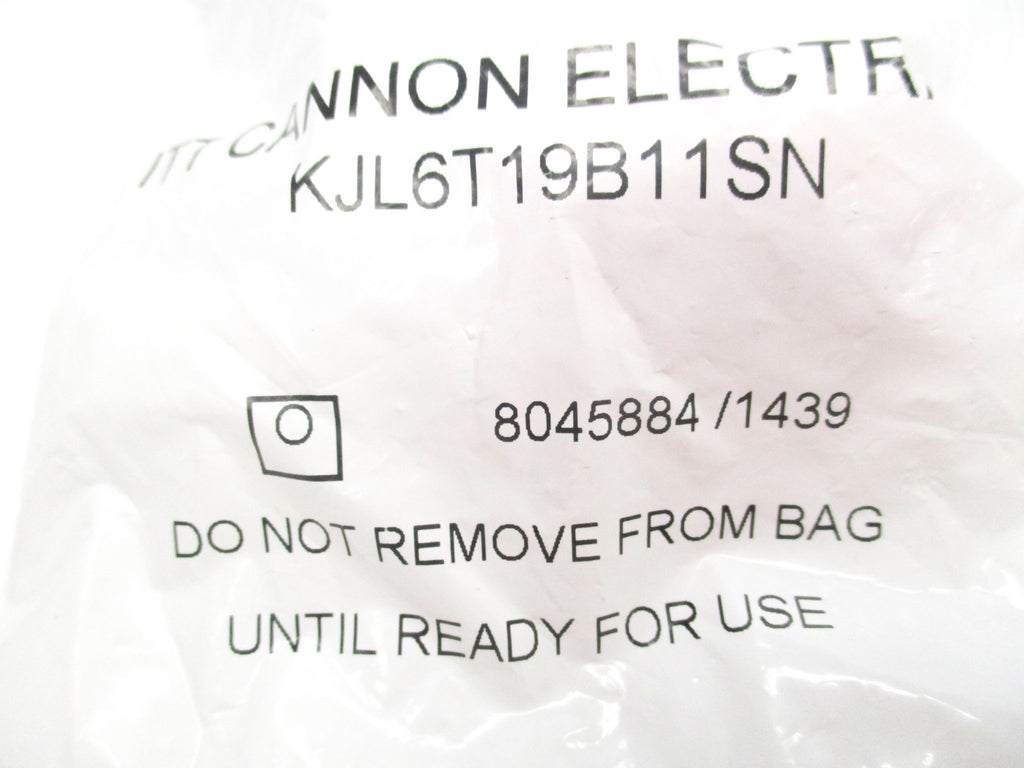 ITT CANNON ELECTR
KJL6T19B11SN
8045884 /1439
DO NOT REMOVE FROM BAG
UNTIL READY FOR USE